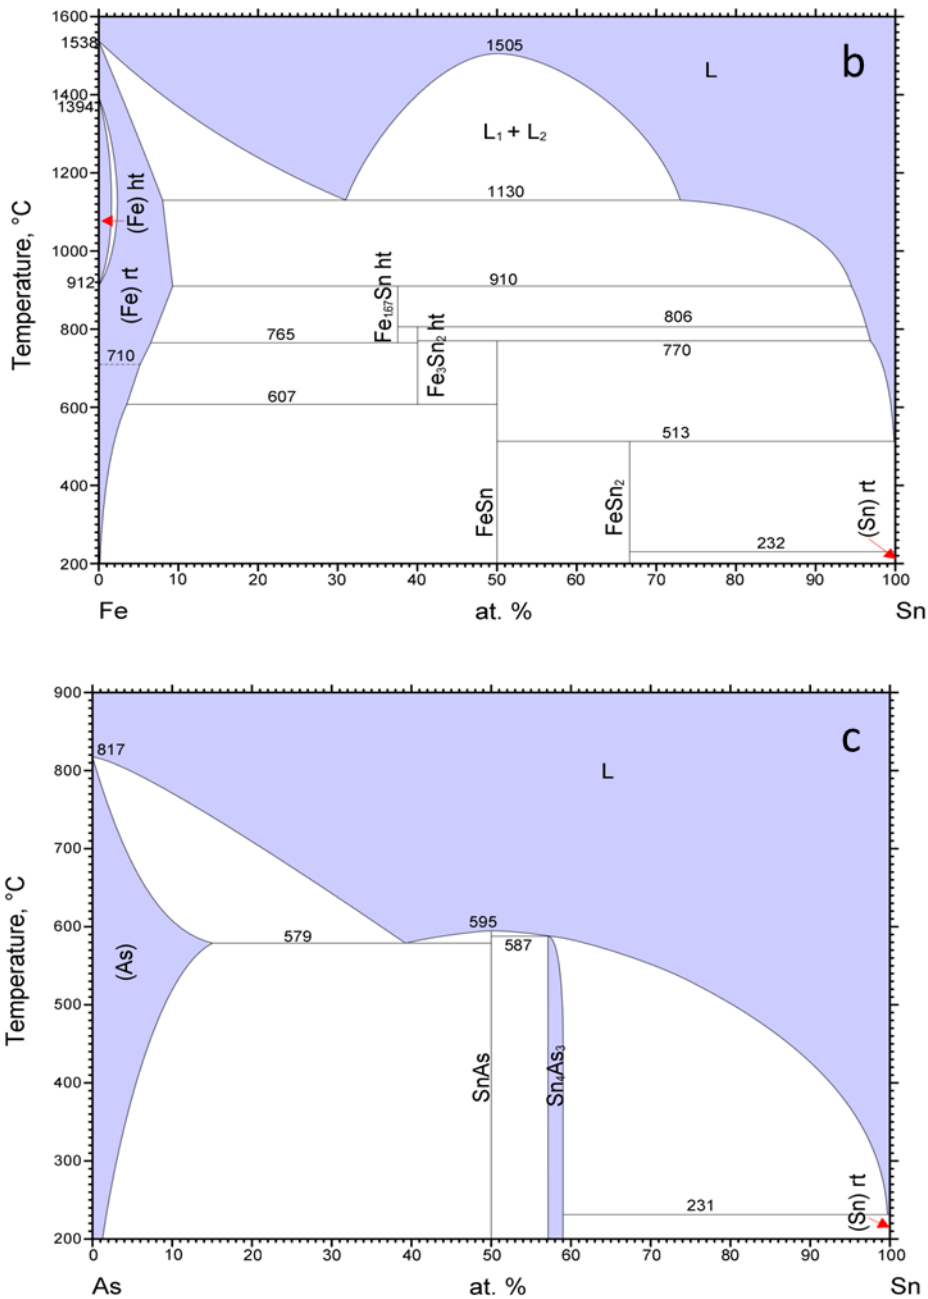 b
1600
1538
1505
L
1400
1394
L₁ + L₂
1200
1130
(Fe) ht
Temperature, °C
1000
912
(Fe) rt
Fe₁.₆₇Sn ht
910
800
806
765
770
Fe₃Sn₂ ht
710
600
607
513
400
FeSn
FeSn₂
(Sn) rt
232
200
0 10 20 30 40 50 60 70 80 90 100
Fe at. % Sn
c
900
817
800
L
700
600
595
579
587
Temperature, °C
(As)
500
400
SnAs
Sn₄As₃
300
231
(Sn) rt
200
0 10 20 30 40 50 60 70 80 90 100
As at. % Sn